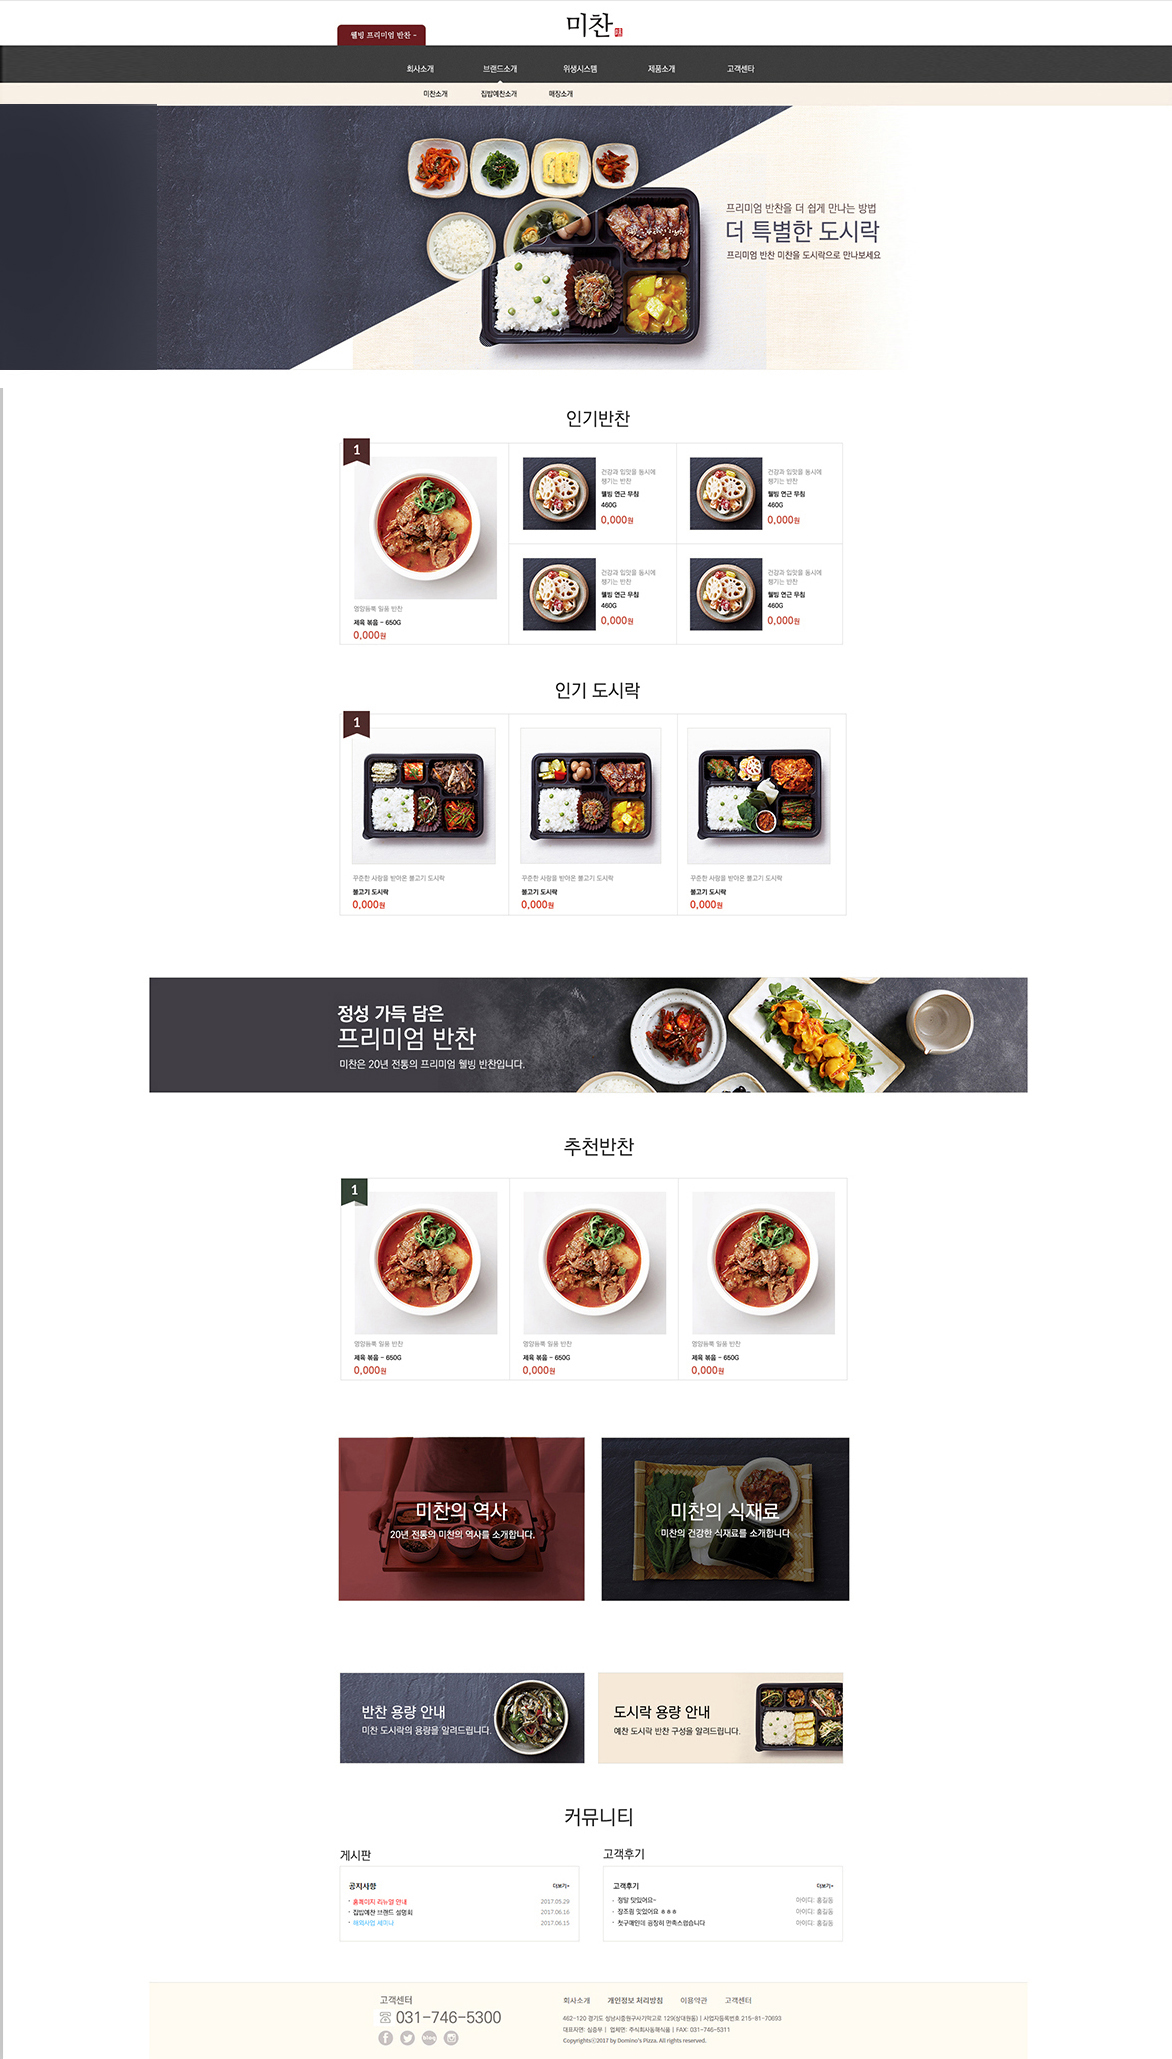 미찬
웰빙 프리미엄 반찬 -
회사소개 브랜드소개 위생시스템 제품소개 고객센타
미찬소개 집밥예찬소개 매장소개
프리미엄 반찬을 더 쉽게 만나는 방법
더 특별한 도시락
프리미엄 반찬 미찬을 도시락으로 만나보세요
인기반찬
1
영양듬뿍 일품 반찬
제육 볶음 - 650G
0,000원
건강과 입맛을 동시에
챙기는 반찬
웰빙 연근 무침
460G
0,000원
건강과 입맛을 동시에
챙기는 반찬
웰빙 연근 무침
460G
0,000원
건강과 입맛을 동시에
챙기는 반찬
웰빙 연근 무침
460G
0,000원
건강과 입맛을 동시에
챙기는 반찬
웰빙 연근 무침
460G
0,000원
인기 도시락
1
꾸준한 사랑을 받아온 불고기 도시락
불고기 도시락
0,000원
꾸준한 사랑을 받아온 불고기 도시락
불고기 도시락
0,000원
꾸준한 사랑을 받아온 불고기 도시락
불고기 도시락
0,000원
정성 가득 담은
프리미엄 반찬
미찬은 20년 전통의 프리미엄 웰빙 반찬입니다.
추천반찬
1
영양듬뿍 일품 반찬
제육 볶음 - 650G
0,000원
영양듬뿍 일품 반찬
제육 볶음 - 650G
0,000원
영양듬뿍 일품 반찬
제육 볶음 - 650G
0,000원
미찬의 역사
20년 전통의 미찬의 역사를 소개합니다.
미찬의 식재료
미찬의 건강한 식재료를 소개합니다
반찬 용량 안내
미찬 도시락의 용량을 알려드립니다.
도시락 용량 안내
예찬 도시락 반찬 구성을 알려드립니다.
커뮤니티
게시판
공지사항 더보기+
홈페이지 리뉴얼 안내 2017.05.29
집밥예찬 브랜드 설명회 2017.06.16
해외사업 세미나 2017.06.15
고객후기
고객후기 더보기+
정말 맛있어요~ 아이디: 홍길동
장조림 맛있어요 ㅎㅎㅎ 아이디: 홍길동
첫구매인데 굉장히 만족스럽습니다 아이디: 홍길동
고객센터
031-746-5300
blog
회사소개 개인정보 처리방침 이용약관 고객센터
462-120 경기도 성남시중원구사기막고로 129(상대원동) | 사업자등록번호 215-81-70693
대표자면: 심중우 | 업체면: 주식회사동해식품 | FAX: 031-746-5311
Copyrightsⓒ2017 by Domino's Pizza. All rights reserved.